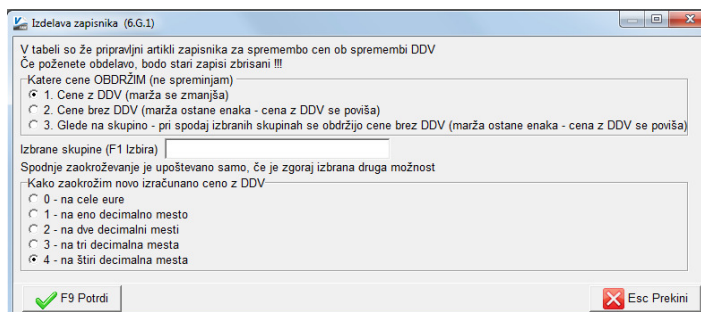 Izdelava zapisnika (6.G.1)
V tabeli so že pripravljni artikli zapisnika za spremembo cen ob spremembi DDV
Če poženete obdelavo, bodo stari zapisi zbrisani !!!
Katere cene OBDRŽIM (ne spreminjam)
1. Cene z DDV (marža se zmanjša)
2. Cene brez DDV (marža ostane enaka - cena z DDV se poviša)
3. Glede na skupino - pri spodaj izbranih skupinah se obdržijo cene brez DDV (marža ostane enaka - cena z DDV se poviša)
Izbrane skupine (F1 Izbira)
Spodnje zaokroževanje je upoštevano samo, če je zgoraj izbrana druga možnost
Kako zaokrožim novo izračunano ceno z DDV
0 - na cele eure
1 - na eno decimalno mesto
2 - na dve decimalni mesti
3 - na tri decimalna mesta
4 - na štiri decimalna mesta
F9 Potrdi
Esc Prekini